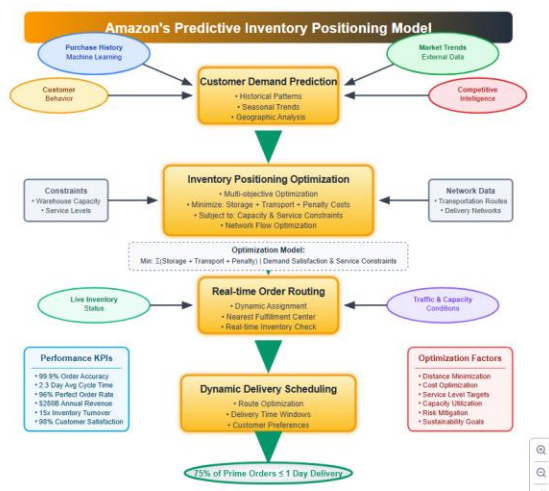 Amazon's Predictive Inventory Positioning Model
Purchase History
Machine Learning
Market Trends
External Data
Customer
Behavior
Competitive
Intelligence
Customer Demand Prediction
• Historical Patterns
• Seasonal Trends
• Geographic Analysis
Inventory Positioning Optimization
• Multi-objective Optimization
• Minimize: Storage + Transport + Penalty Costs
• Subject to: Capacity & Service Constraints
• Network Flow Optimization
Constraints
• Warehouse Capacity
• Service Levels
Network Data
• Transportation Routes
• Delivery Networks
Optimization Model:
Min: Σ(Storage + Transport + Penalty) | Demand Satisfaction & Service Constraints
Real-time Order Routing
• Dynamic Assignment
• Nearest Fulfillment Center
• Real-time Inventory Check
Live Inventory
Status
Traffic & Capacity
Conditions
Performance KPIs
• 99.9% Order Accuracy
• 2.3 Day Avg Cycle Time
• 96% Perfect Order Rate
• $280B Annual Revenue
• 15x Inventory Turnover
• 98% Customer Satisfaction
Dynamic Delivery Scheduling
• Route Optimization
• Delivery Time Windows
• Customer Preferences
Optimization Factors
• Distance Minimization
• Cost Optimization
• Service Level Targets
• Capacity Utilization
• Risk Mitigation
• Sustainability Goals
75% of Prime Orders ≤ 1 Day Delivery